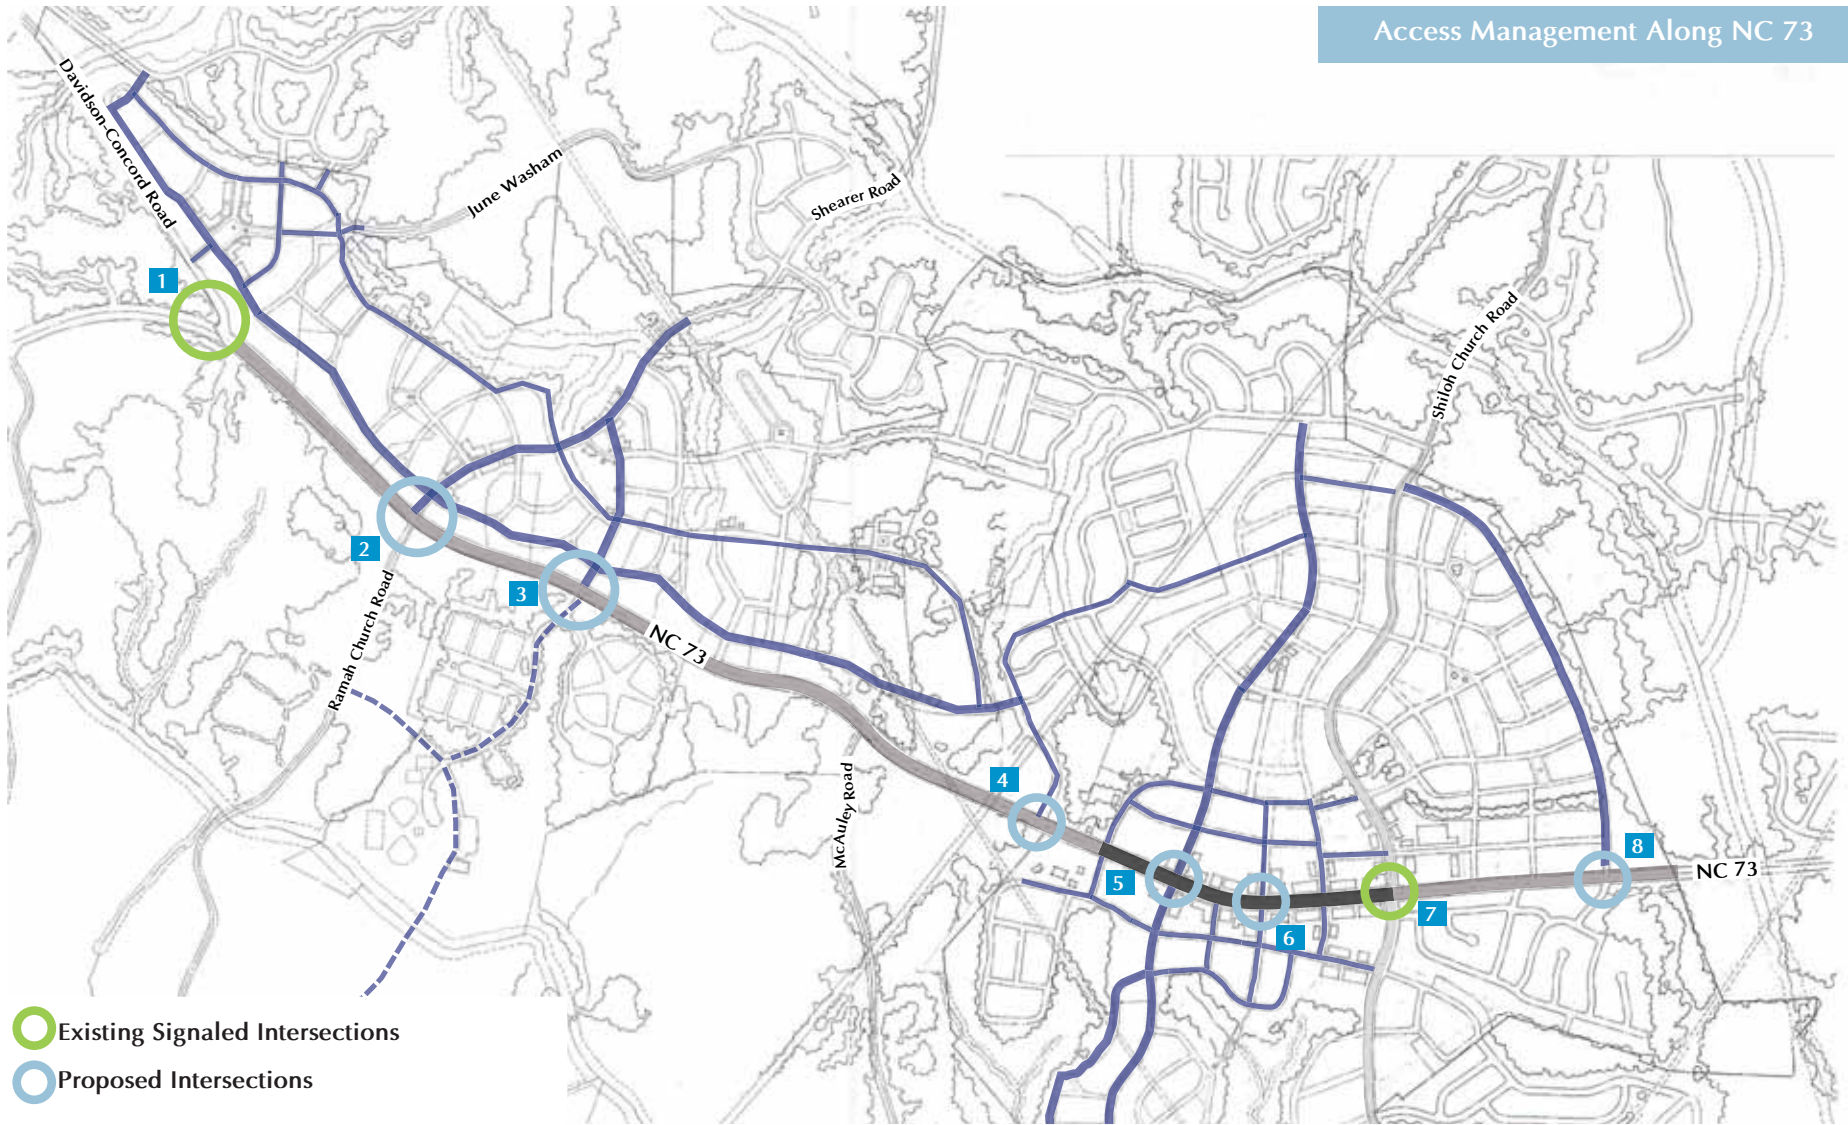 Access Management Along NC 73
Davidson-Concord Road
June Washam
Shearer Road
1
Shiloh Church Road
2
3
Ramah Church Road
NC 73
McAuley Road
4
5
6
7
8
NC 73
Existing Signaled Intersections
Proposed Intersections